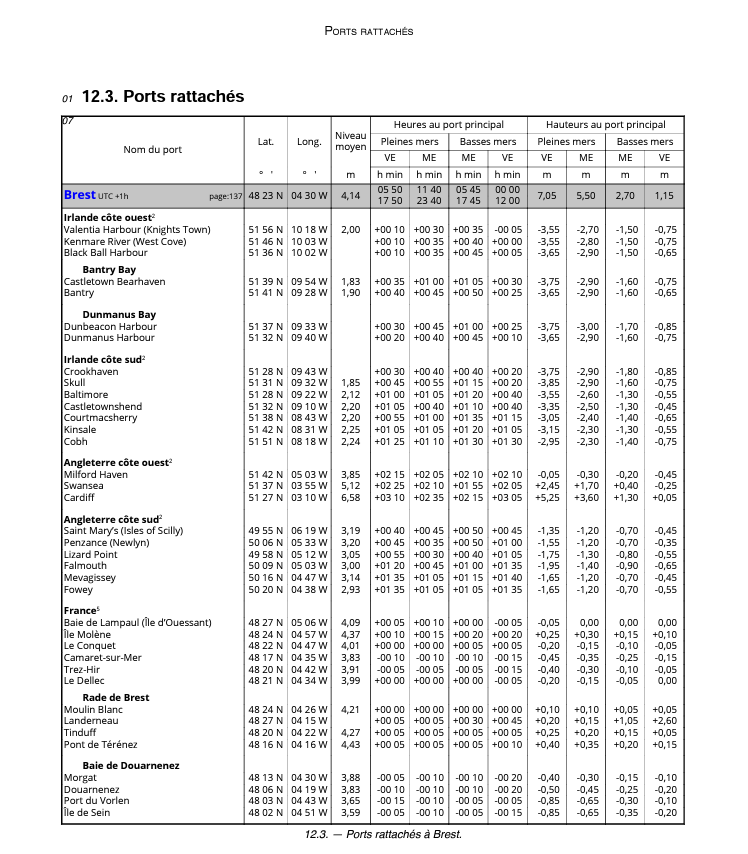 PORTS RATTACHÉS
01 12.3. Ports rattachés
07
Heures au port principal Hauteurs au port principal
Nom du port Lat. Long. Niveau moyen Pleines mers Basses mers Pleines mers Basses mers
VE ME ME VE VE ME ME VE
° ' ° ' m h min h min h min h min m m m m
Brest UTC +1h page:137 48 23 N 04 30 W 4,14 05 50 11 40 05 45 00 00 7,05 5,50 2,70 1,15
17 50 23 40 17 45 12 00
Irlande côte ouest²
Valentia Harbour (Knights Town) 51 56 N 10 18 W 2,00 +00 10 +00 30 +00 35 -00 05 -3,55 -2,70 -1,50 -0,75
Kenmare River (West Cove) 51 46 N 10 03 W +00 10 +00 35 +00 40 +00 00 -3,55 -2,80 -1,50 -0,75
Black Ball Harbour 51 36 N 10 02 W +00 10 +00 35 +00 45 +00 05 -3,65 -2,90 -1,50 -0,65
Bantry Bay
Castletown Bearhaven 51 39 N 09 54 W 1,83 +00 35 +01 00 +01 05 +00 30 -3,75 -2,90 -1,60 -0,75
Bantry 51 41 N 09 28 W 1,90 +00 40 +00 45 +00 50 +00 25 -3,65 -2,90 -1,60 -0,65
Dunmanus Bay
Dunbeacon Harbour 51 37 N 09 33 W +00 30 +00 45 +01 00 +00 25 -3,75 -3,00 -1,70 -0,85
Dunmanus Harbour 51 32 N 09 40 W +00 20 +00 40 +00 45 +00 10 -3,65 -2,90 -1,60 -0,75
Irlande côte sud²
Crookhaven 51 28 N 09 43 W +00 30 +00 40 +00 40 +00 20 -3,75 -2,90 -1,80 -0,85
Skull 51 31 N 09 32 W 1,85 +00 45 +00 55 +01 15 +00 20 -3,85 -2,90 -1,60 -0,75
Baltimore 51 28 N 09 22 W 2,12 +01 00 +01 05 +01 20 +00 40 -3,55 -2,60 -1,30 -0,55
Castletownshend 51 32 N 09 10 W 2,20 +01 05 +00 40 +01 10 +00 40 -3,35 -2,50 -1,30 -0,45
Courtmacsherry 51 38 N 08 43 W 2,20 +00 55 +01 00 +01 35 +01 15 -3,05 -2,40 -1,40 -0,65
Kinsale 51 42 N 08 31 W 2,25 +01 05 +01 05 +01 20 +01 05 -3,15 -2,30 -1,30 -0,55
Cobh 51 51 N 08 18 W 2,24 +01 25 +01 10 +01 30 +01 30 -2,95 -2,30 -1,40 -0,75
Angleterre côte ouest²
Milford Haven 51 42 N 05 03 W 3,85 +02 15 +02 05 +02 10 +02 10 -0,05 -0,30 -0,20 -0,45
Swansea 51 37 N 03 55 W 5,12 +02 25 +02 10 +01 55 +02 05 +2,45 +1,70 +0,40 -0,25
Cardiff 51 27 N 03 10 W 6,58 +03 10 +02 35 +02 15 +03 05 +5,25 +3,60 +1,30 +0,05
Angleterre côte sud²
Saint Mary's (Isles of Scilly) 49 55 N 06 19 W 3,19 +00 40 +00 45 +00 50 +00 45 -1,35 -1,20 -0,70 -0,45
Penzance (Newlyn) 50 06 N 05 33 W 3,20 +00 45 +00 35 +00 50 +01 00 -1,55 -1,20 -0,70 -0,35
Lizard Point 49 58 N 05 12 W 3,05 +00 55 +00 30 +00 40 +01 05 -1,75 -1,30 -0,80 -0,55
Falmouth 50 09 N 05 03 W 3,00 +01 20 +00 45 +01 00 +01 35 -1,95 -1,40 -0,90 -0,65
Mevagissey 50 16 N 04 47 W 3,14 +01 35 +01 05 +01 15 +01 40 -1,65 -1,20 -0,70 -0,45
Fowey 50 20 N 04 38 W 2,93 +01 35 +01 05 +01 05 +01 35 -1,65 -1,20 -0,70 -0,55
France⁵
Baie de Lampaul (Île d'Ouessant) 48 27 N 05 06 W 4,09 +00 05 +00 10 +00 00 -00 05 -0,05 0,00 0,00 0,00
Île Molène 48 24 N 04 57 W 4,37 +00 10 +00 15 +00 20 +00 20 +0,25 +0,30 +0,15 +0,10
Le Conquet 48 22 N 04 47 W 4,01 +00 00 +00 00 +00 05 +00 05 -0,20 -0,15 -0,10 -0,05
Camaret-sur-Mer 48 17 N 04 35 W 3,83 -00 10 -00 10 -00 10 -00 15 -0,45 -0,35 -0,25 -0,15
Trez-Hir 48 20 N 04 42 W 3,91 -00 05 -00 05 -00 05 -00 15 -0,40 -0,30 -0,10 -0,05
Le Dellec 48 21 N 04 34 W 3,99 +00 00 +00 00 -00 05 -00 05 -0,20 -0,15 -0,05 0,00
Rade de Brest
Moulin Blanc 48 24 N 04 26 W 4,21 +00 00 +00 00 +00 00 +00 00 +0,10 +0,10 +0,05 +0,05
Landerneau 48 27 N 04 15 W +00 05 +00 05 +00 30 +00 45 +0,20 +0,15 +1,05 +2,60
Tinduff 48 20 N 04 22 W 4,27 +00 05 +00 00 +00 05 +00 05 +0,25 +0,20 +0,15 +0,05
Pont de Térénez 48 16 N 04 16 W 4,43 +00 05 +00 05 +00 05 +00 10 +0,40 +0,35 +0,20 +0,15
Baie de Douarnenez
Morgat 48 13 N 04 30 W 3,88 -00 05 -00 10 -00 10 -00 20 -0,40 -0,30 -0,15 -0,10
Douarnenez 48 06 N 04 19 W 3,83 -00 10 -00 10 -00 10 -00 20 -0,50 -0,45 -0,25 -0,20
Port du Vorlen 48 03 N 04 43 W 3,65 -00 15 -00 10 -00 05 -00 05 -0,85 -0,65 -0,30 -0,10
Île de Sein 48 02 N 04 51 W 3,59 -00 05 -00 05 -00 10 -00 10 -0,85 -0,65 -0,35 -0,20
12.3. — Ports rattachés à Brest.